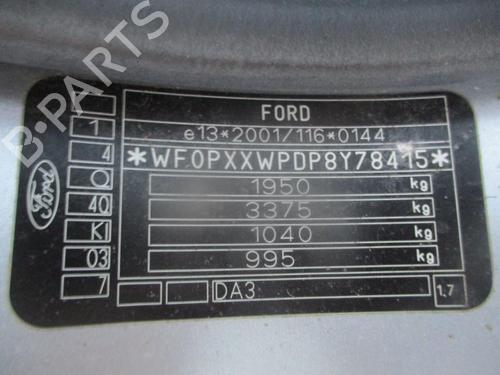 B-PARTS
FORD
e13*2001/116*0144
*WF0PXXWPDP8Y78415*
1950 kg
3375 kg
1040 kg
995 kg
DA3
1.7
1
4
O
40
K
03
7
Ford